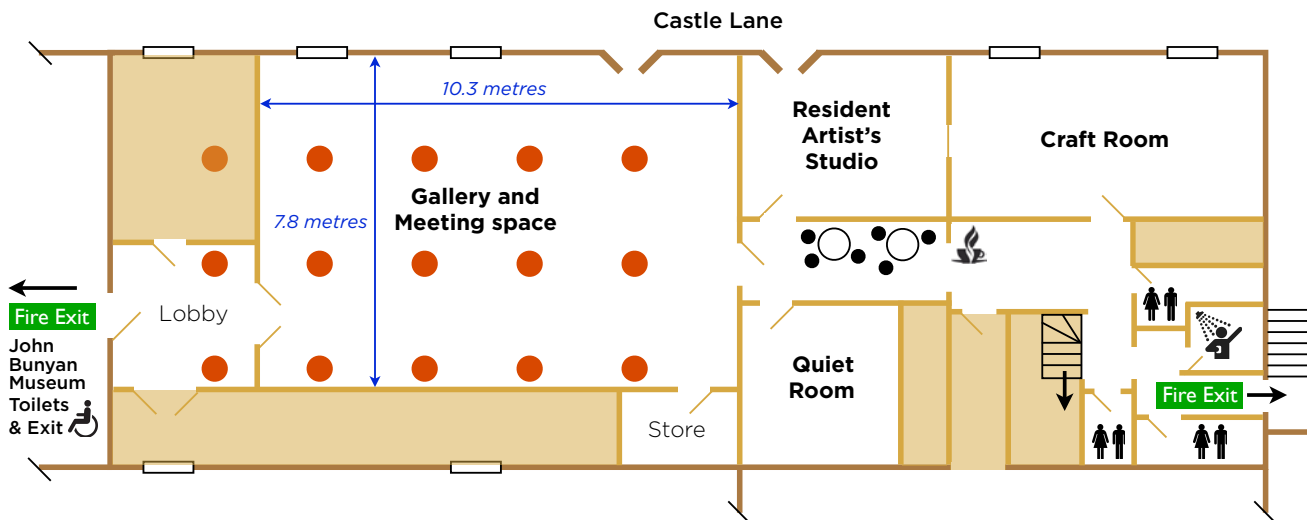 Castle Lane
10.3 metres
Resident
Artist's
Studio
Craft Room
Gallery and
Meeting space
7.8 metres
Lobby
Fire Exit
John
Bunyan
Museum
Toilets
& Exit
Quiet
Room
Store
Fire Exit